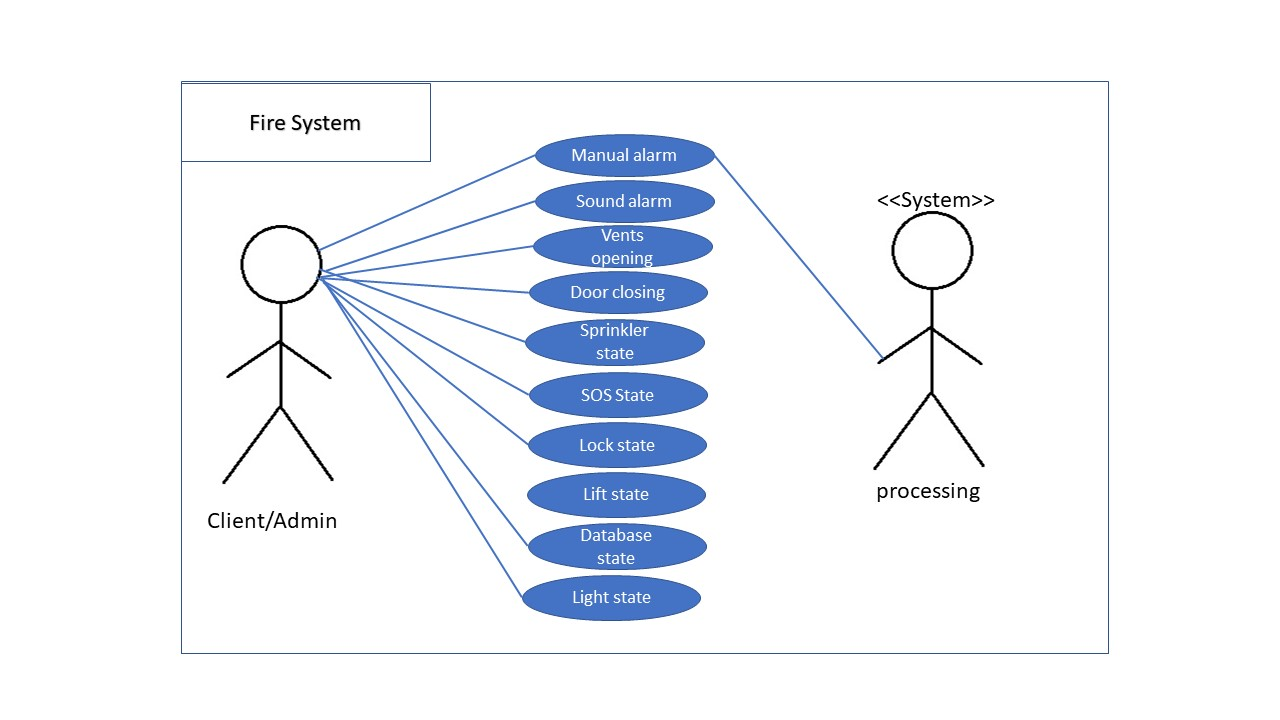 Fire System
Manual alarm
Sound alarm
<<System>>
Vents
opening
Door closing
Sprinkler
state
SOS State
Lock state
Lift state
processing
Client/Admin
Database
state
Light state